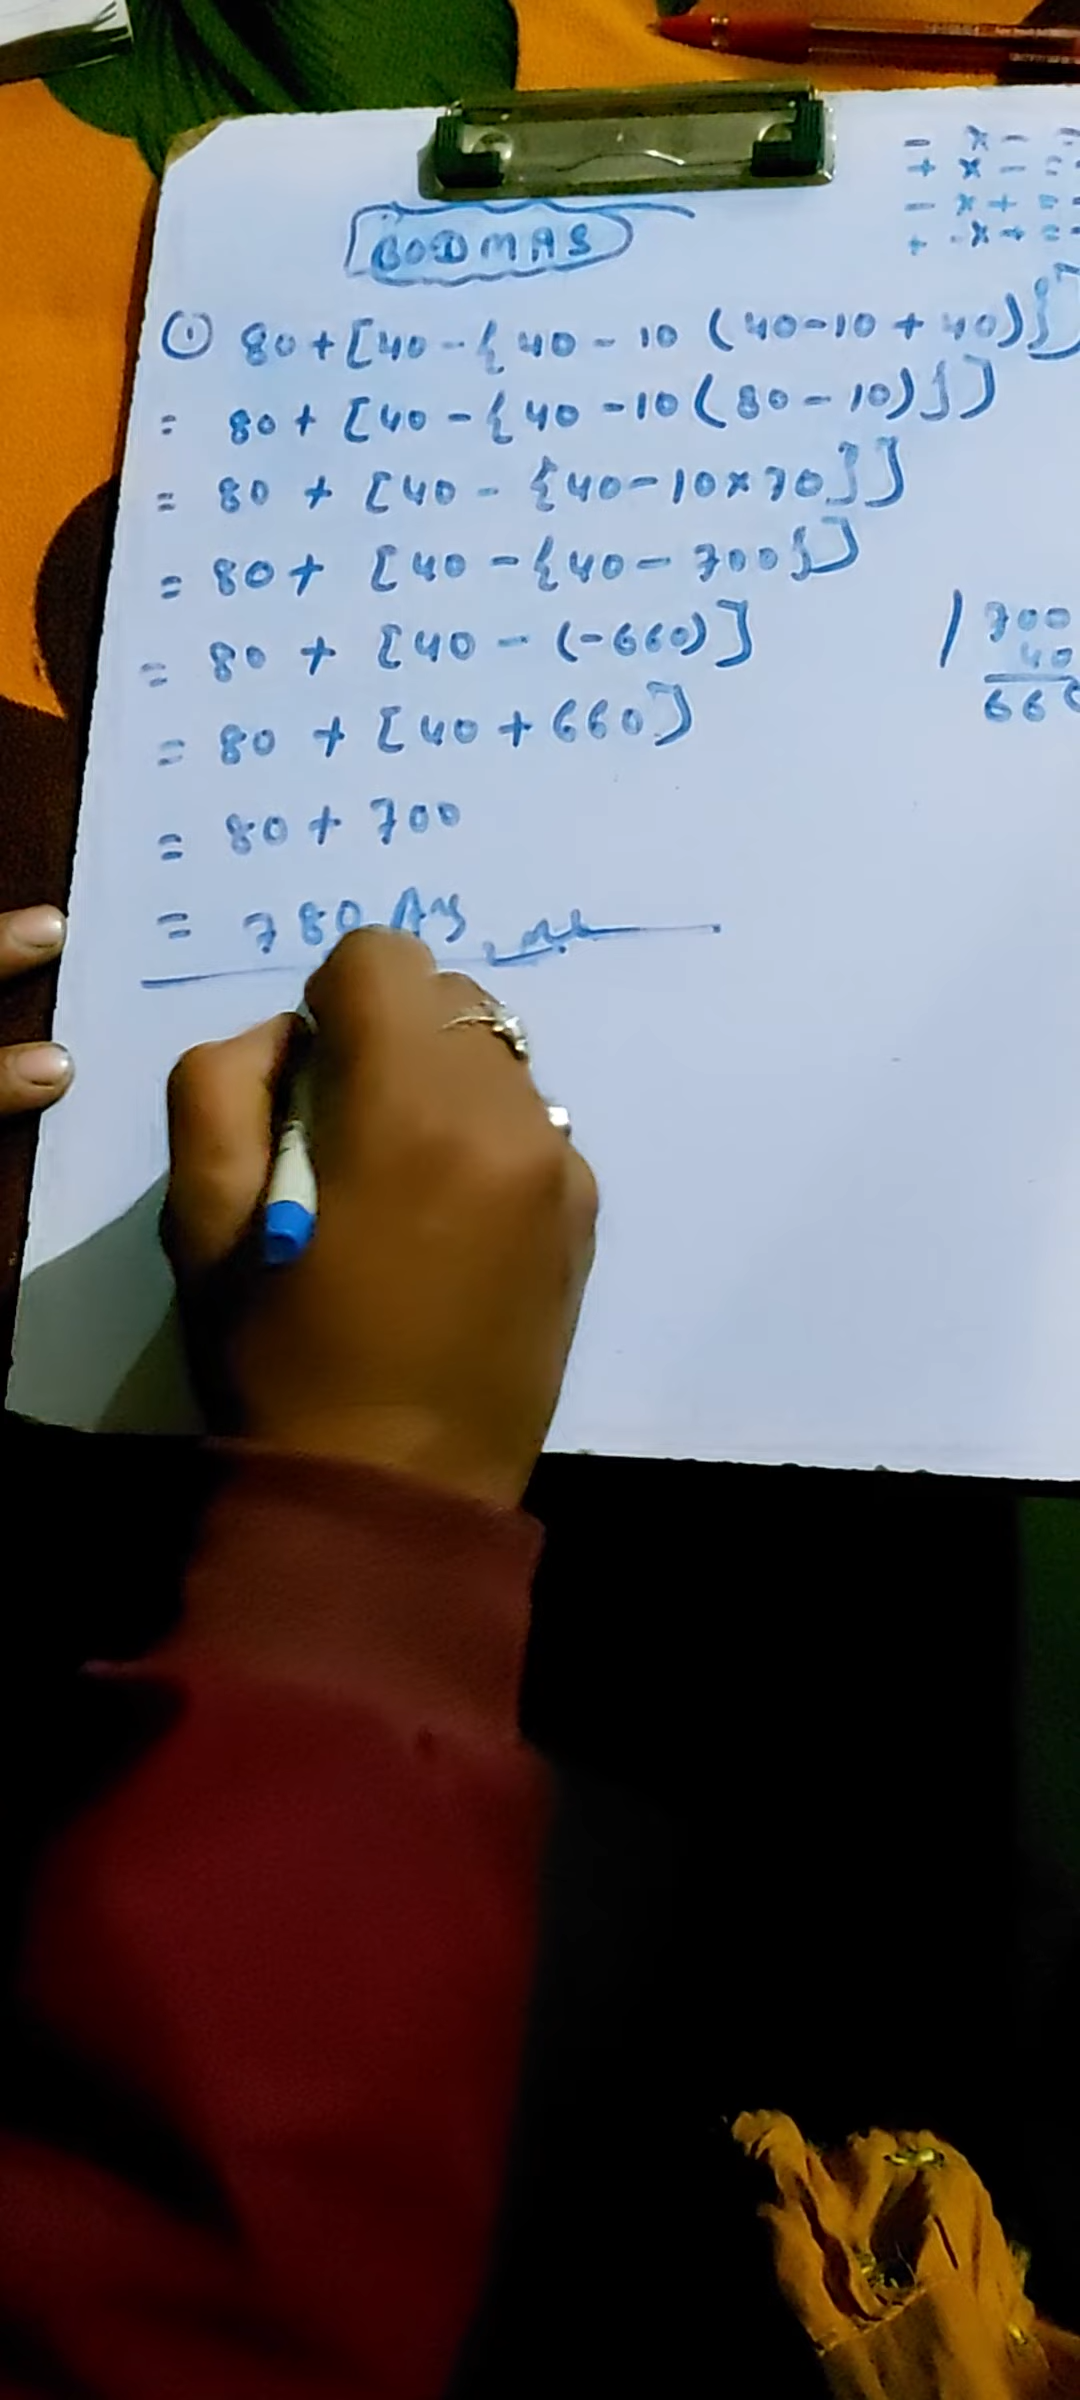 BODMAS
- x - =
+ x - =
- x + =
+ x + =
① 80+[40-{40-10(40-10+40)}]
= 80+[40-{40-10(80-10)}]
= 80+[40-{40-10×70}]
= 80+[40-{40-700}]
= 80+[40-(-660)]
= 80+[40+660]
= 80+700
= 780 Ans
700
40
660